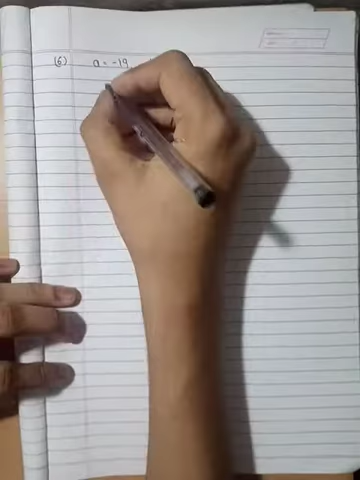 (6) a = -19,